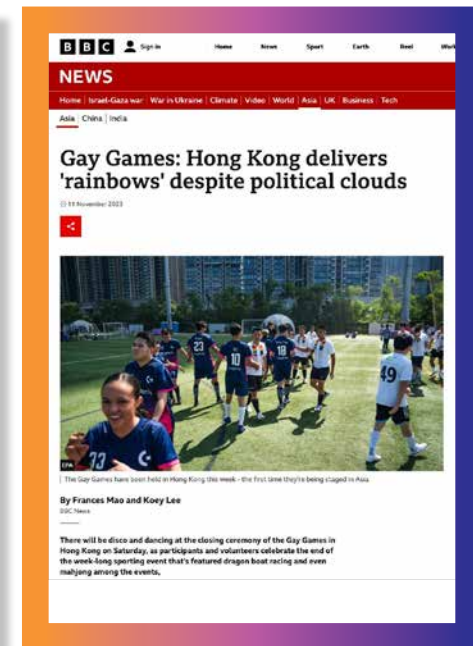 BBC Sign in Home News Sport Earth Reel
NEWS
Home | Israel-Gaza war | War in Ukraine | Climate | Video | World | Asia | UK | Business | Tech
Asia | China | India
Gay Games: Hong Kong delivers
'rainbows' despite political clouds
11 November 2023
23
10
18
49
33
EPA
The Gay Games have been held in Hong Kong this week - the first time they're being staged in Asia
By Frances Mao and Koey Lee
BBC News
There will be disco and dancing at the closing ceremony of the Gay Games in
Hong Kong on Saturday, as participants and volunteers celebrate the end of
the week-long sporting event that's featured dragon boat racing and even
mahjong among the events.